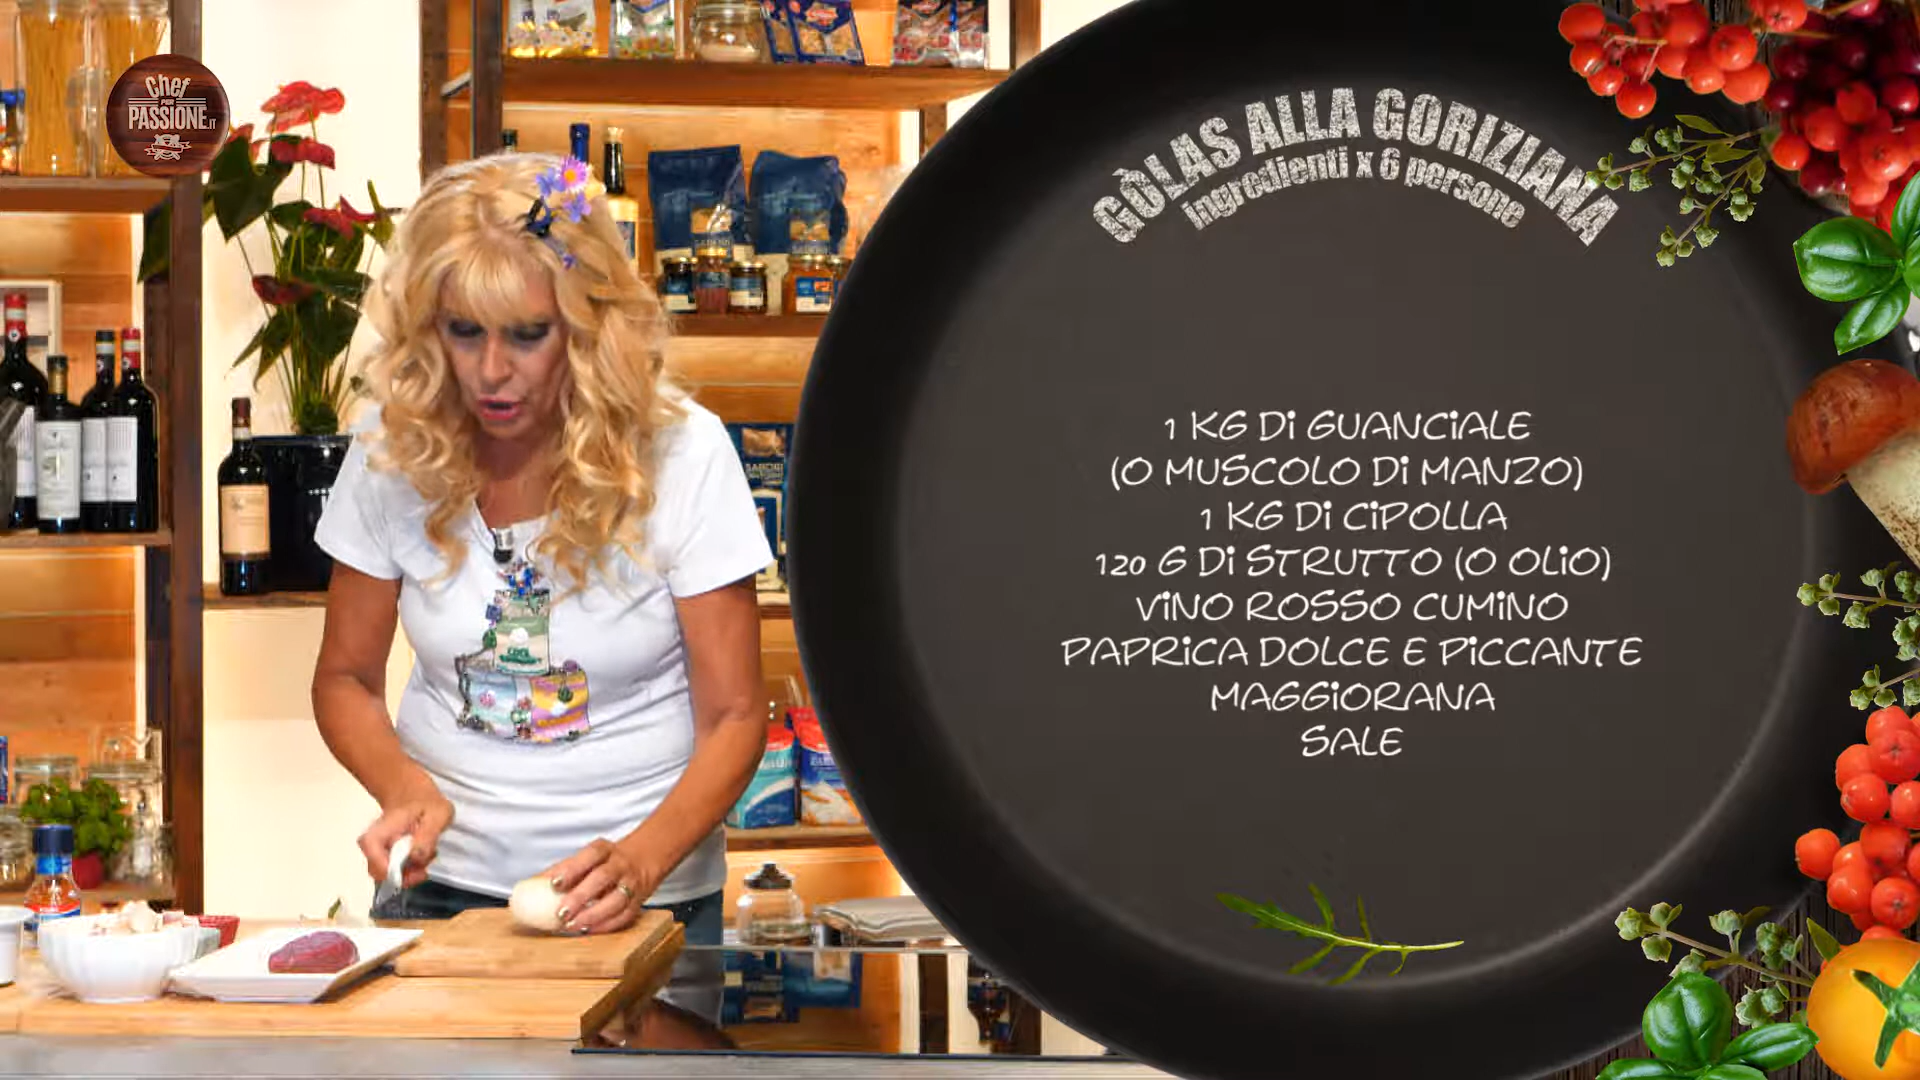 Chef
PER
PASSIONE.IT
GÒLAS ALLA GORIZIANA
ingredienti x 6 persone
1 KG Di GUANCiALE
(O MUSCOLO Di MANZO)
1 KG Di CiPOLLA
120 G Di STRUTTO (O OLiO)
ViNO ROSSO CUMiNO
PAPRiCA DOLCE E PiCCANTE
MAGGiORANA
SALE